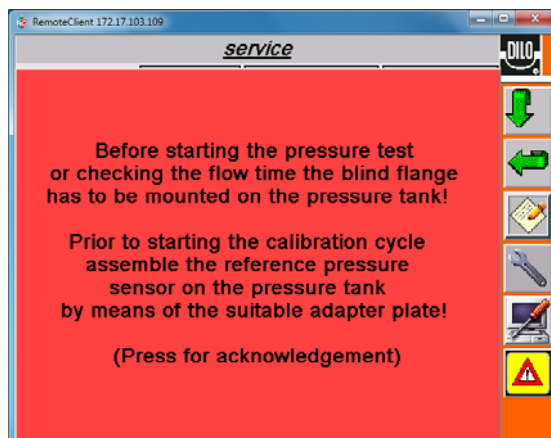 RemoteClient 172.17.103.109
service
DILO
Before starting the pressure test
or checking the flow time the blind flange
has to be mounted on the pressure tank!
Prior to starting the calibration cycle
assemble the reference pressure
sensor on the pressure tank
by means of the suitable adapter plate!
(Press for acknowledgement)